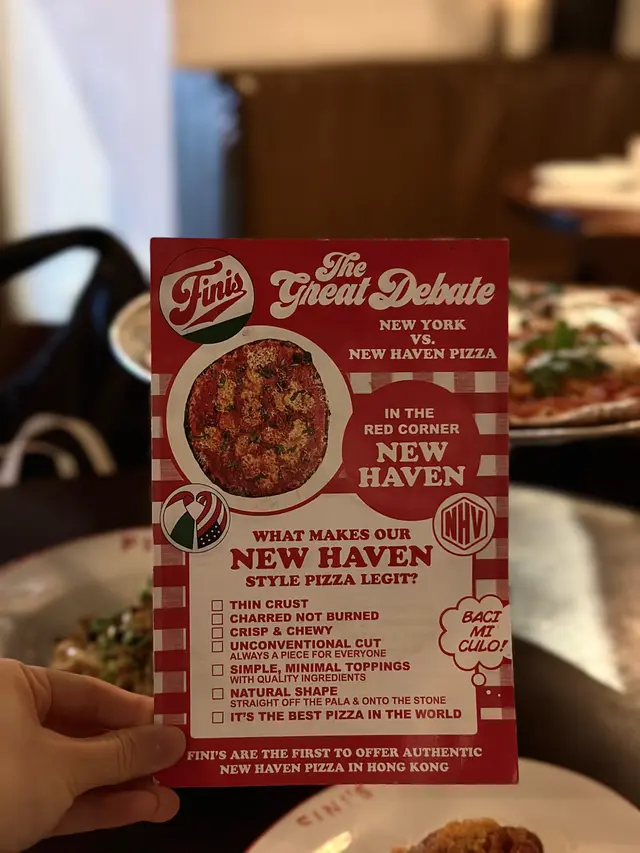 Finis
The
Great Debate
NEW YORK
VS.
NEW HAVEN PIZZA
IN THE
RED CORNER
NEW
HAVEN
NHV
WHAT MAKES OUR
NEW HAVEN
STYLE PIZZA LEGIT?
THIN CRUST
CHARRED NOT BURNED
CRISP & CHEWY
UNCONVENTIONAL CUT
ALWAYS A PIECE FOR EVERYONE
SIMPLE, MINIMAL TOPPINGS
WITH QUALITY INGREDIENTS
NATURAL SHAPE
STRAIGHT OFF THE PALA & ONTO THE STONE
IT'S THE BEST PIZZA IN THE WORLD
BACI
MI
CULO!
FINI'S ARE THE FIRST TO OFFER AUTHENTIC
NEW HAVEN PIZZA IN HONG KONG
FINI'S